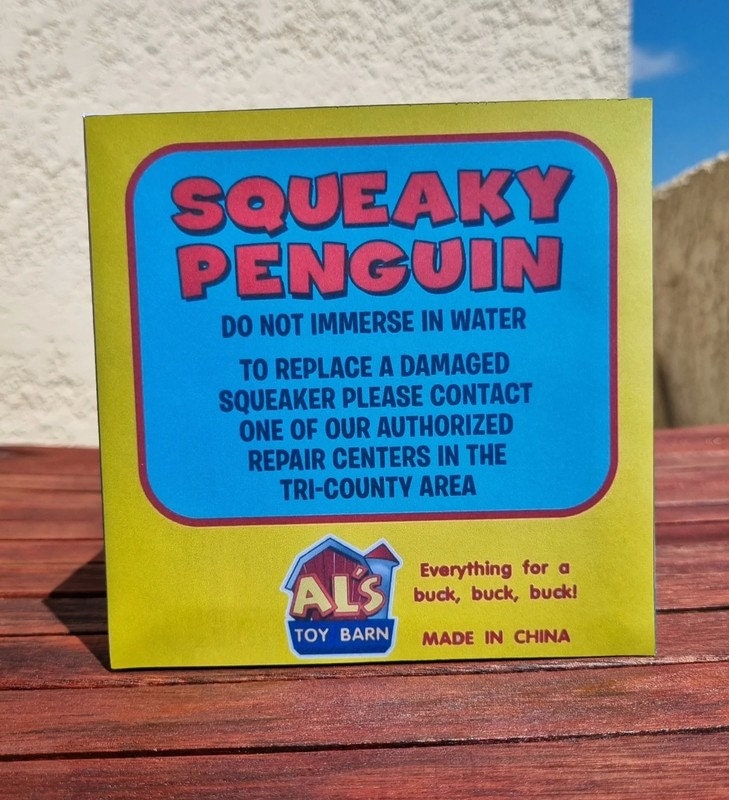 SQUEAKY
PENGUIN
DO NOT IMMERSE IN WATER
TO REPLACE A DAMAGED
SQUEAKER PLEASE CONTACT
ONE OF OUR AUTHORIZED
REPAIR CENTERS IN THE
TRI-COUNTY AREA
AL'S
TOY BARN
Everything for a
buck, buck, buck!
MADE IN CHINA